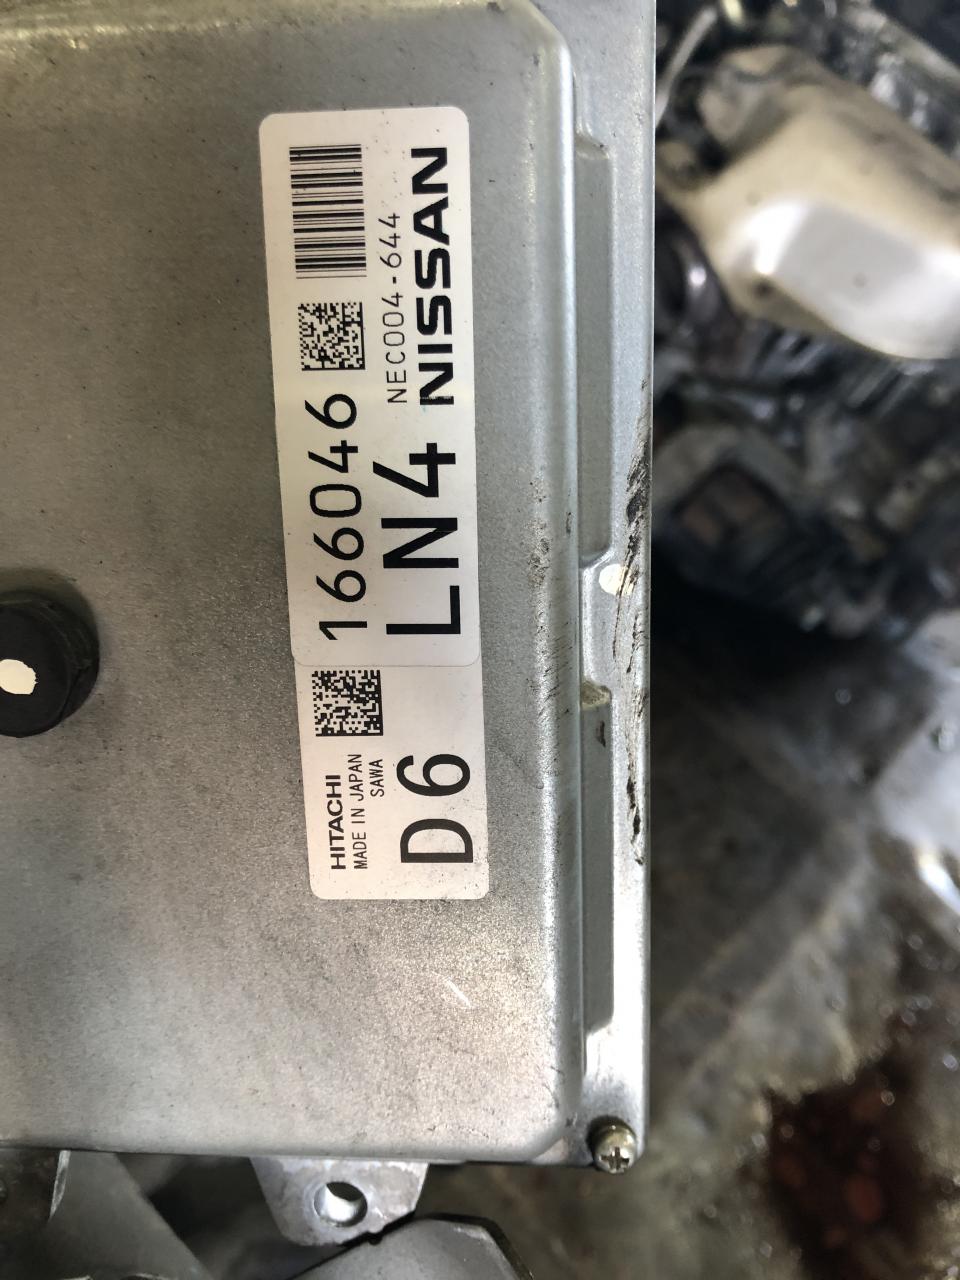 NEC004-644
NISSAN
166046
LN4
HITACHI
MADE IN JAPAN
SAWA
D6